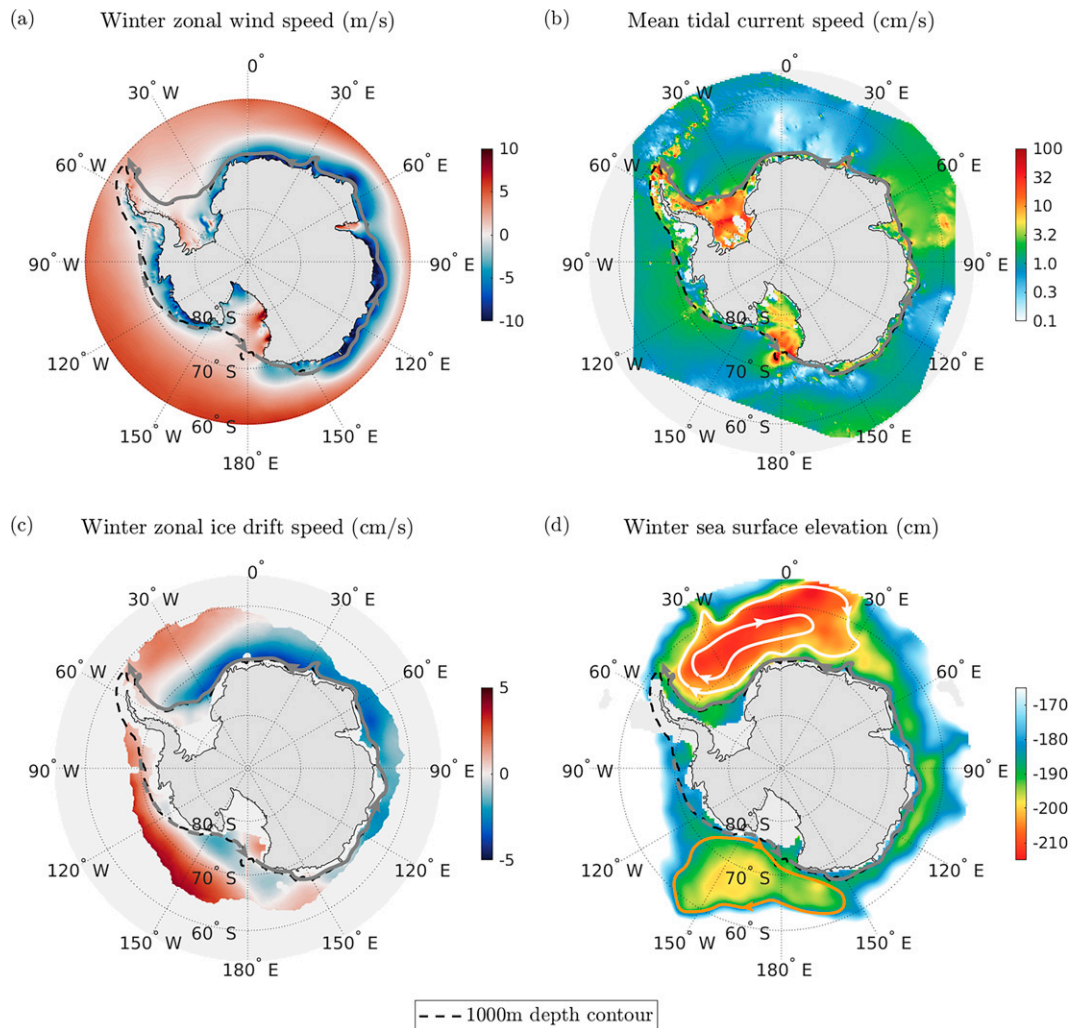 (a) Winter zonal wind speed (m/s)
0°
30° W
30° E
60° W
60° E
90° W
90° E
120° W
120° E
150° W
150° E
180° E
80° S
70° S
60° S
10
5
0
-5
-10
(b) Mean tidal current speed (cm/s)
0°
30° W
30° E
60° W
60° E
90° W
90° E
120° W
120° E
150° W
150° E
180° E
80° S
70° S
60° S
100
32
10
3.2
1.0
0.3
0.1
(c) Winter zonal ice drift speed (cm/s)
0°
30° W
30° E
60° W
60° E
90° W
90° E
120° W
120° E
150° W
150° E
180° E
80° S
70° S
60° S
5
0
-5
(d) Winter sea surface elevation (cm)
0°
30° W
30° E
60° W
60° E
90° W
90° E
120° W
120° E
150° W
150° E
180° E
80° S
70° S
60° S
-170
-180
-190
-200
-210
1000m depth contour